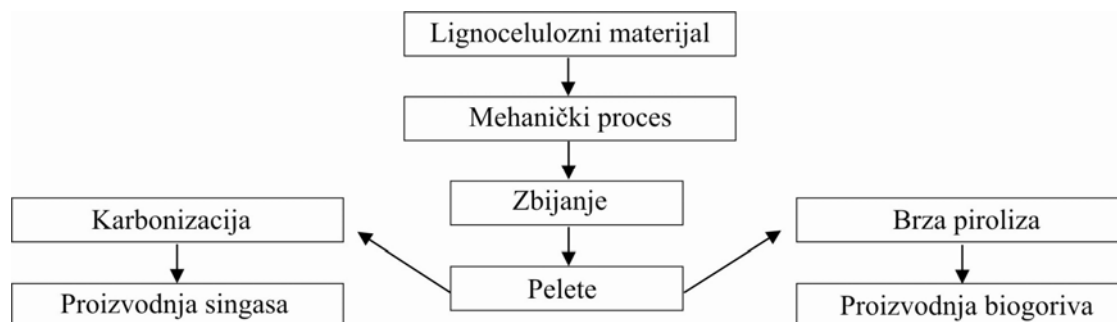 Lignocelulozni materijal
Mehanički proces
Zbijanje
Karbonizacija
Brza piroliza
Pelete
Proizvodnja singasa
Proizvodnja biogoriva